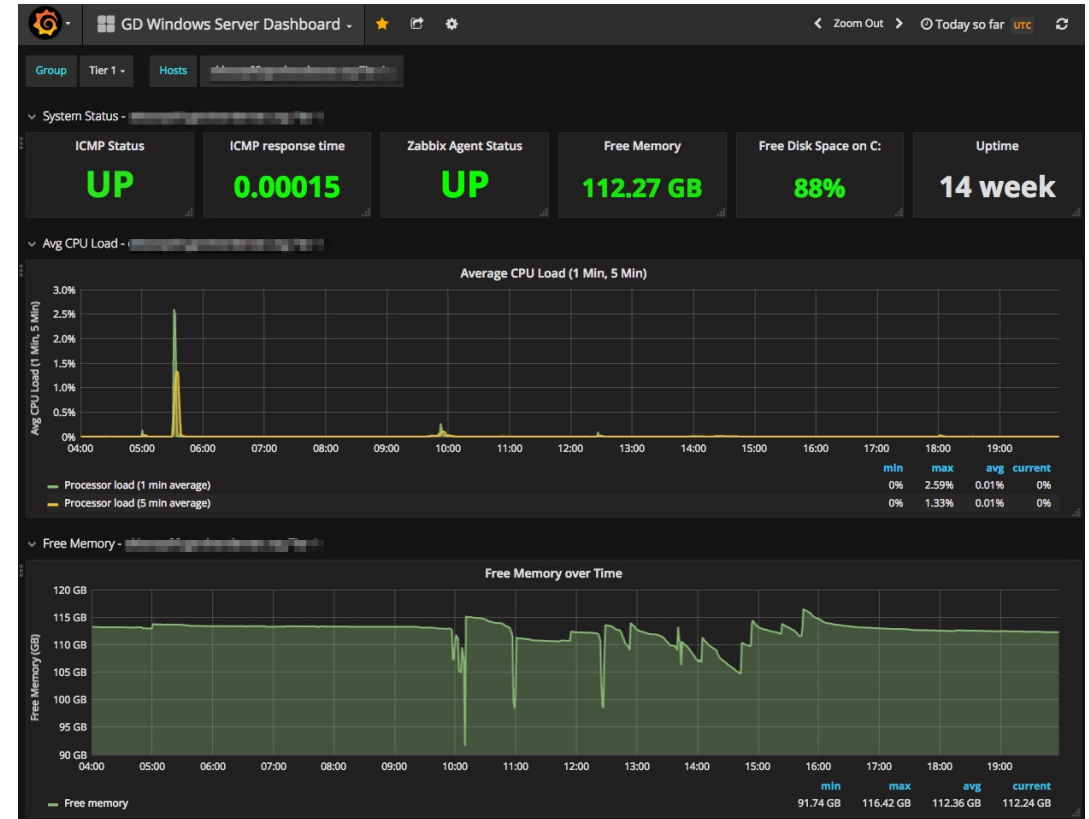 GD Windows Server Dashboard
Zoom Out
Today so far UTC
Group Tier 1 Hosts
System Status -
ICMP Status
UP
ICMP response time
0.00015
Zabbix Agent Status
UP
Free Memory
112.27 GB
Free Disk Space on C:
88%
Uptime
14 week
Avg CPU Load -
Average CPU Load (1 Min, 5 Min)
Avg CPU Load (1 Min, 5 Min)
3.0%
2.5%
2.0%
1.5%
1.0%
0.5%
0%
04:00 05:00 06:00 07:00 08:00 09:00 10:00 11:00 12:00 13:00 14:00 15:00 16:00 17:00 18:00 19:00
min max avg current
Processor load (1 min average) 0% 2.59% 0.01% 0%
Processor load (5 min average) 0% 1.33% 0.01% 0%
Free Memory -
Free Memory over Time
Free Memory (GB)
120 GB
115 GB
110 GB
105 GB
100 GB
95 GB
90 GB
04:00 05:00 06:00 07:00 08:00 09:00 10:00 11:00 12:00 13:00 14:00 15:00 16:00 17:00 18:00 19:00
min max avg current
Free memory 91.74 GB 116.42 GB 112.36 GB 112.24 GB